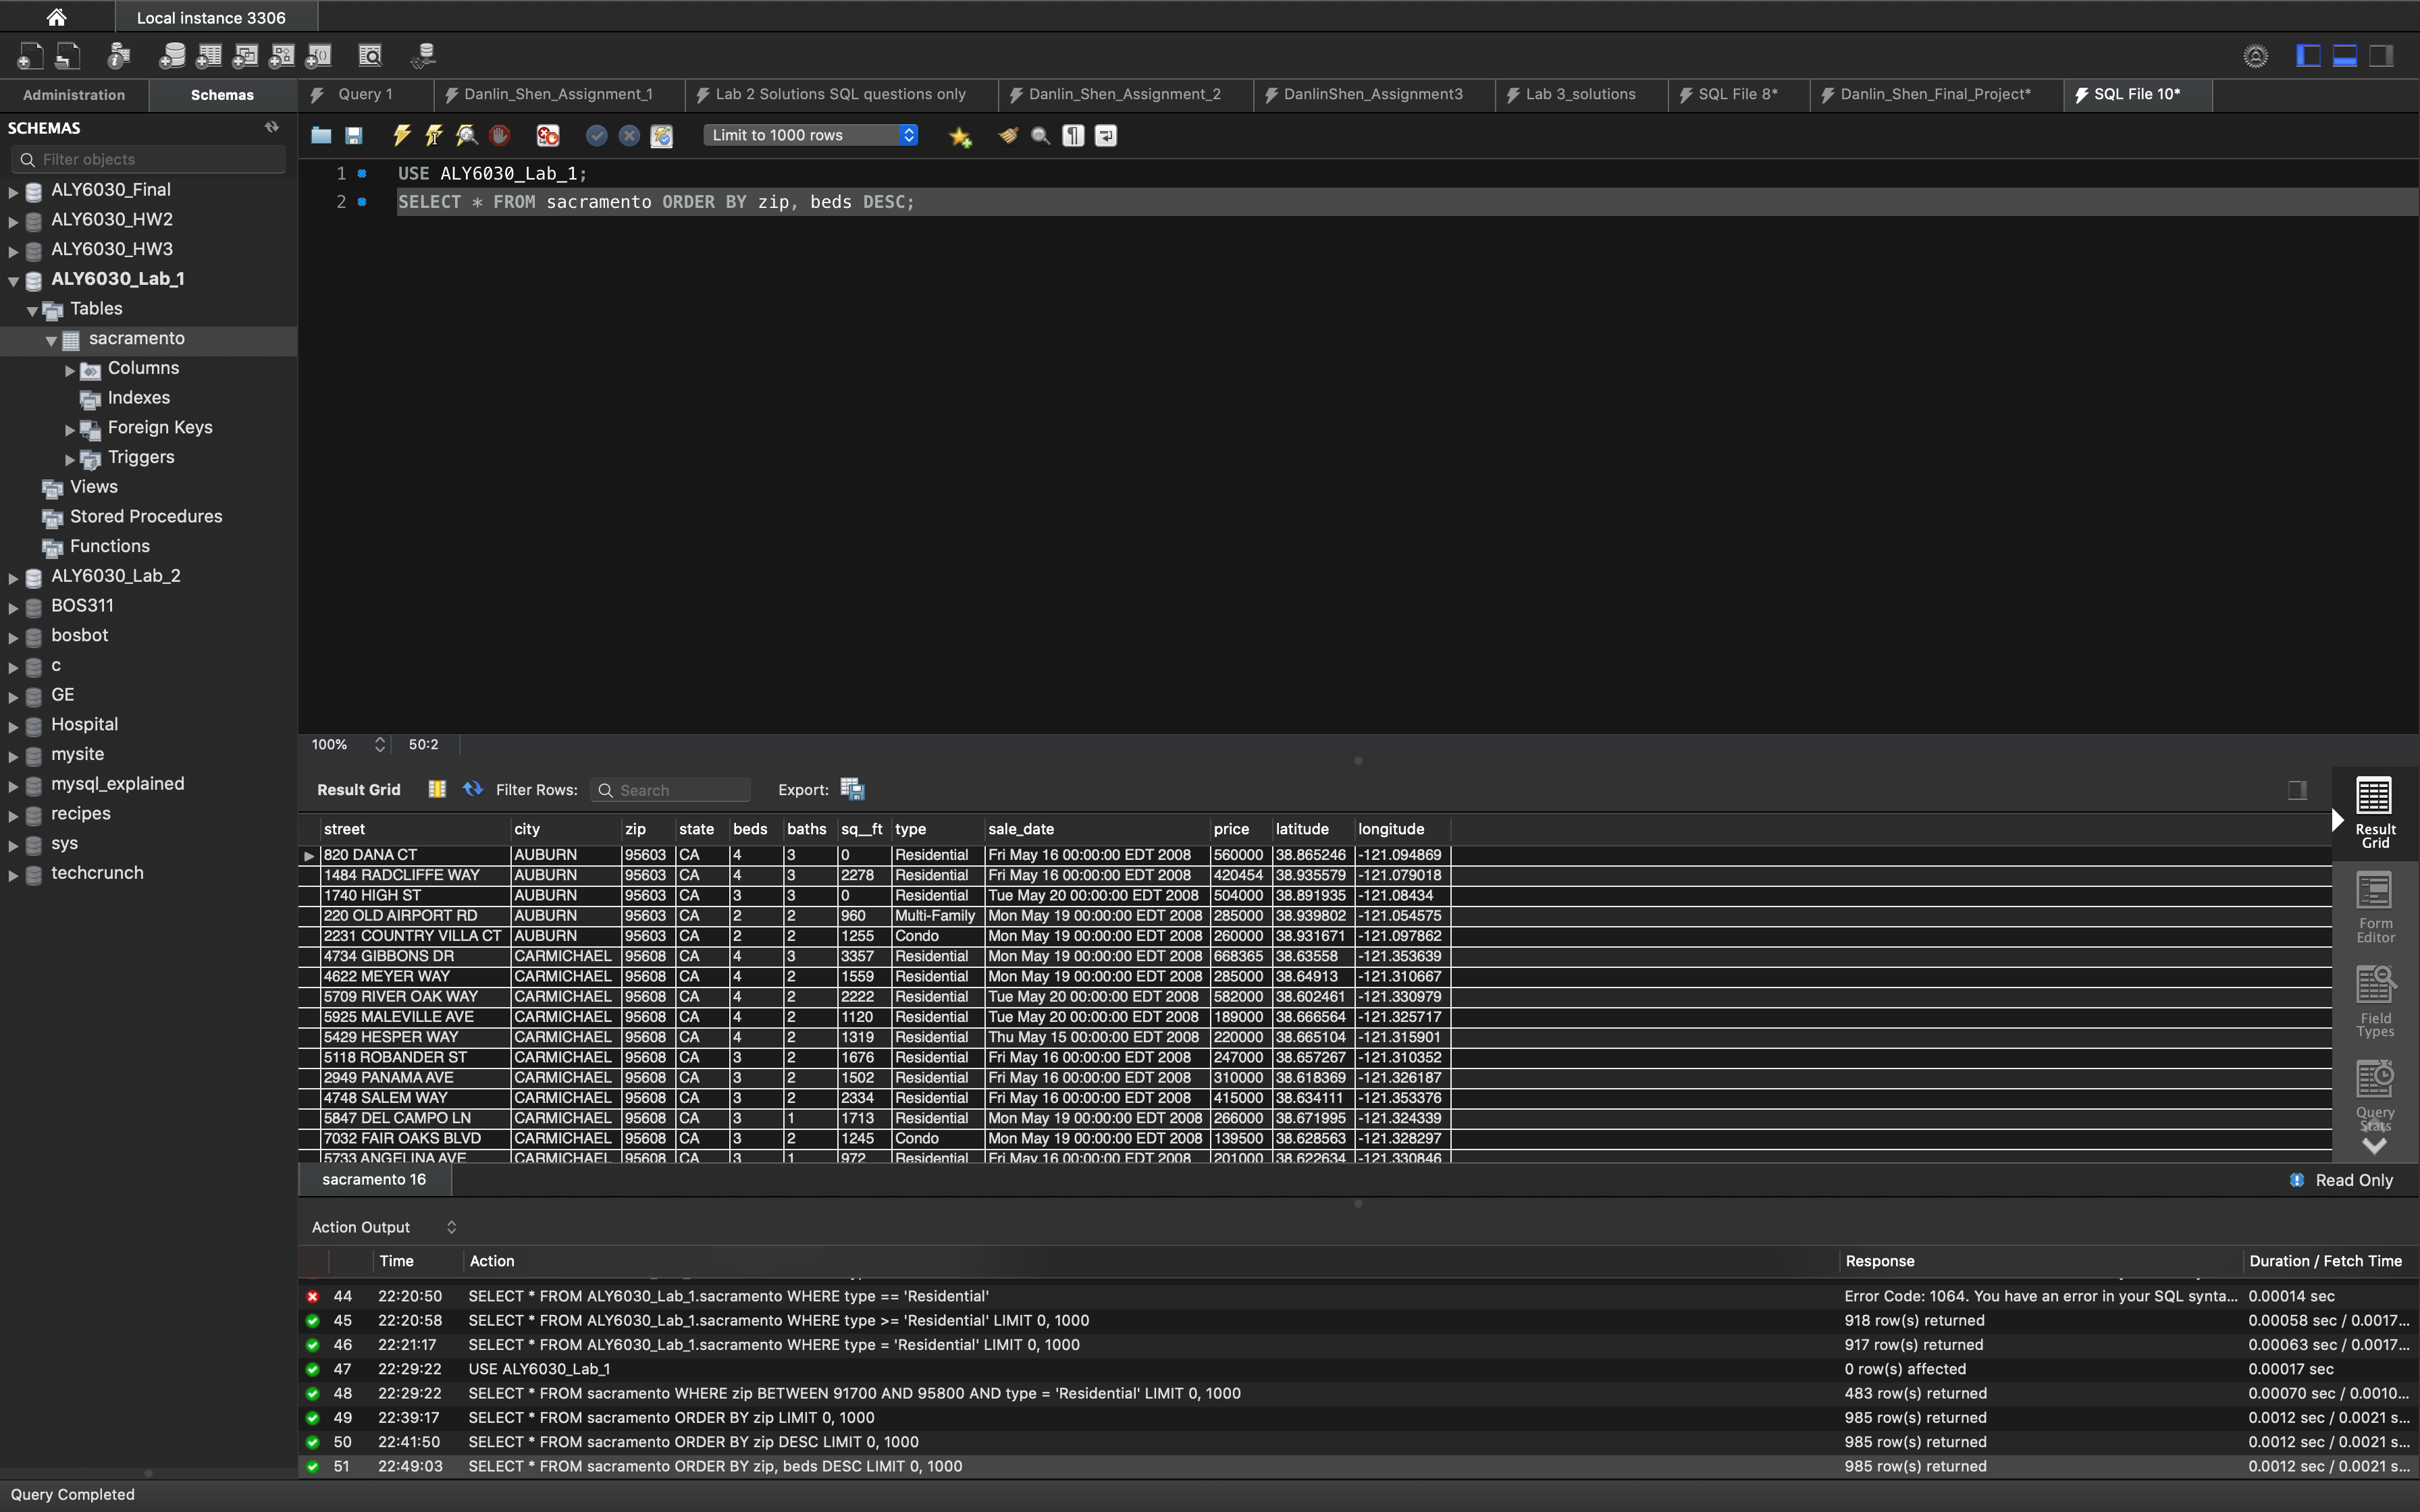 Local instance 3306
Administration Schemas Query 1 Danlin_Shen_Assignment_1 Lab 2 Solutions SQL questions only Danlin_Shen_Assignment_2 DanlinShen_Assignment3 Lab 3_solutions SQL File 8* Danlin_Shen_Final_Project* SQL File 10*
SCHEMAS
Limit to 1000 rows
Filter objects
1 USE ALY6030_Lab_1;
2 SELECT * FROM sacramento ORDER BY zip, beds DESC;
ALY6030_Final
ALY6030_HW2
ALY6030_HW3
ALY6030_Lab_1
Tables
sacramento
Columns
Indexes
Foreign Keys
Triggers
Views
Stored Procedures
Functions
ALY6030_Lab_2
BOS311
bosbot
c
GE
Hospital
mysite
mysql_explained
recipes
sys
techcrunch
100% 50:2
Result Grid Filter Rows: Search Export:
street city zip state beds baths sq__ft type sale_date price latitude longitude
820 DANA CT AUBURN 95603 CA 4 3 0 Residential Fri May 16 00:00:00 EDT 2008 560000 38.865246 -121.094869
1484 RADCLIFFE WAY AUBURN 95603 CA 4 3 2278 Residential Fri May 16 00:00:00 EDT 2008 420454 38.935579 -121.079018
1740 HIGH ST AUBURN 95603 CA 3 3 0 Residential Tue May 20 00:00:00 EDT 2008 504000 38.891935 -121.08434
220 OLD AIRPORT RD AUBURN 95603 CA 2 2 960 Multi-Family Mon May 19 00:00:00 EDT 2008 285000 38.939802 -121.054575
2231 COUNTRY VILLA CT AUBURN 95603 CA 2 2 1255 Condo Mon May 19 00:00:00 EDT 2008 260000 38.931671 -121.097862
4734 GIBBONS DR CARMICHAEL 95608 CA 4 3 3357 Residential Mon May 19 00:00:00 EDT 2008 668365 38.63558 -121.353639
4622 MEYER WAY CARMICHAEL 95608 CA 4 2 1559 Residential Mon May 19 00:00:00 EDT 2008 285000 38.64913 -121.310667
5709 RIVER OAK WAY CARMICHAEL 95608 CA 4 2 2222 Residential Tue May 20 00:00:00 EDT 2008 582000 38.602461 -121.330979
5925 MALEVILLE AVE CARMICHAEL 95608 CA 4 2 1120 Residential Tue May 20 00:00:00 EDT 2008 189000 38.666564 -121.325717
5429 HESPER WAY CARMICHAEL 95608 CA 4 2 1319 Residential Thu May 15 00:00:00 EDT 2008 220000 38.665104 -121.315901
5118 ROBANDER ST CARMICHAEL 95608 CA 3 2 1676 Residential Fri May 16 00:00:00 EDT 2008 247000 38.657267 -121.310352
2949 PANAMA AVE CARMICHAEL 95608 CA 3 2 1502 Residential Fri May 16 00:00:00 EDT 2008 310000 38.618369 -121.326187
4748 SALEM WAY CARMICHAEL 95608 CA 3 2 2334 Residential Fri May 16 00:00:00 EDT 2008 415000 38.634111 -121.353376
5847 DEL CAMPO LN CARMICHAEL 95608 CA 3 1 1713 Residential Mon May 19 00:00:00 EDT 2008 266000 38.671995 -121.324339
7032 FAIR OAKS BLVD CARMICHAEL 95608 CA 3 2 1245 Condo Mon May 19 00:00:00 EDT 2008 139500 38.628563 -121.328297
5733 ANGELINA AVE CARMICHAEL 95608 CA 3 1 972 Residential Fri May 16 00:00:00 EDT 2008 201000 38.622634 -121.330846
Result
Grid
Form
Editor
Field
Types
Query
Stats
sacramento 16 Read Only
Action Output
Time Action Response Duration / Fetch Time
44 22:20:50 SELECT * FROM ALY6030_Lab_1.sacramento WHERE type == 'Residential' Error Code: 1064. You have an error in your SQL synta... 0.00014 sec
45 22:20:58 SELECT * FROM ALY6030_Lab_1.sacramento WHERE type >= 'Residential' LIMIT 0, 1000 918 row(s) returned 0.00058 sec / 0.0017...
46 22:21:17 SELECT * FROM ALY6030_Lab_1.sacramento WHERE type = 'Residential' LIMIT 0, 1000 917 row(s) returned 0.00063 sec / 0.0017...
47 22:29:22 USE ALY6030_Lab_1 0 row(s) affected 0.00017 sec
48 22:29:22 SELECT * FROM sacramento WHERE zip BETWEEN 91700 AND 95800 AND type = 'Residential' LIMIT 0, 1000 483 row(s) returned 0.00070 sec / 0.0010...
49 22:39:17 SELECT * FROM sacramento ORDER BY zip LIMIT 0, 1000 985 row(s) returned 0.0012 sec / 0.0021 s...
50 22:41:50 SELECT * FROM sacramento ORDER BY zip DESC LIMIT 0, 1000 985 row(s) returned 0.0012 sec / 0.0021 s...
51 22:49:03 SELECT * FROM sacramento ORDER BY zip, beds DESC LIMIT 0, 1000 985 row(s) returned 0.0012 sec / 0.0021 s...
Query Completed